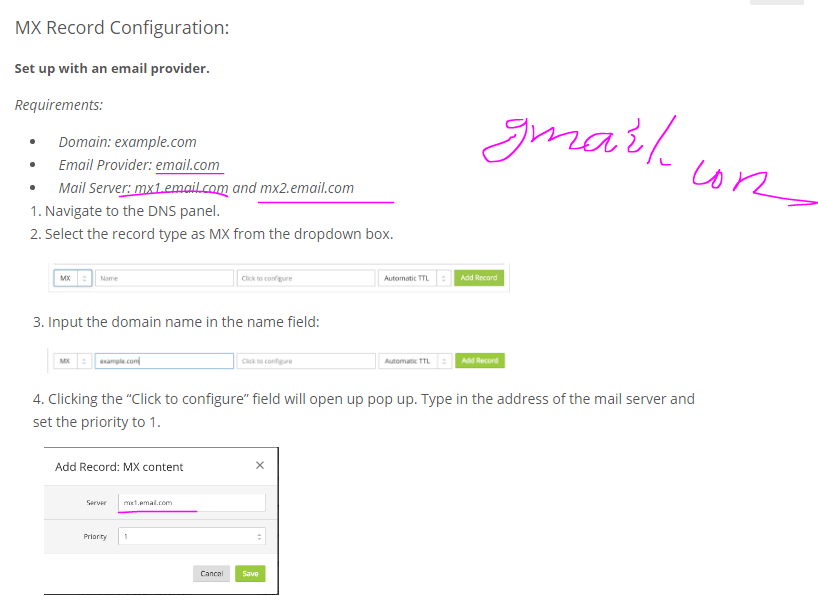 MX Record Configuration:
Set up with an email provider.
Requirements:
• Domain: example.com
• Email Provider: email.com
• Mail Server: mx1.email.com and mx2.email.com
gmail.com
1. Navigate to the DNS panel.
2. Select the record type as MX from the dropdown box.
MX Name Click to configure Automatic TTL Add Record
3. Input the domain name in the name field:
MX example.com Click to configure Automatic TTL Add Record
4. Clicking the “Click to configure” field will open up pop up. Type in the address of the mail server and
set the priority to 1.
Add Record: MX content ×
Server mx1.email.com
Priority 1
Cancel Save